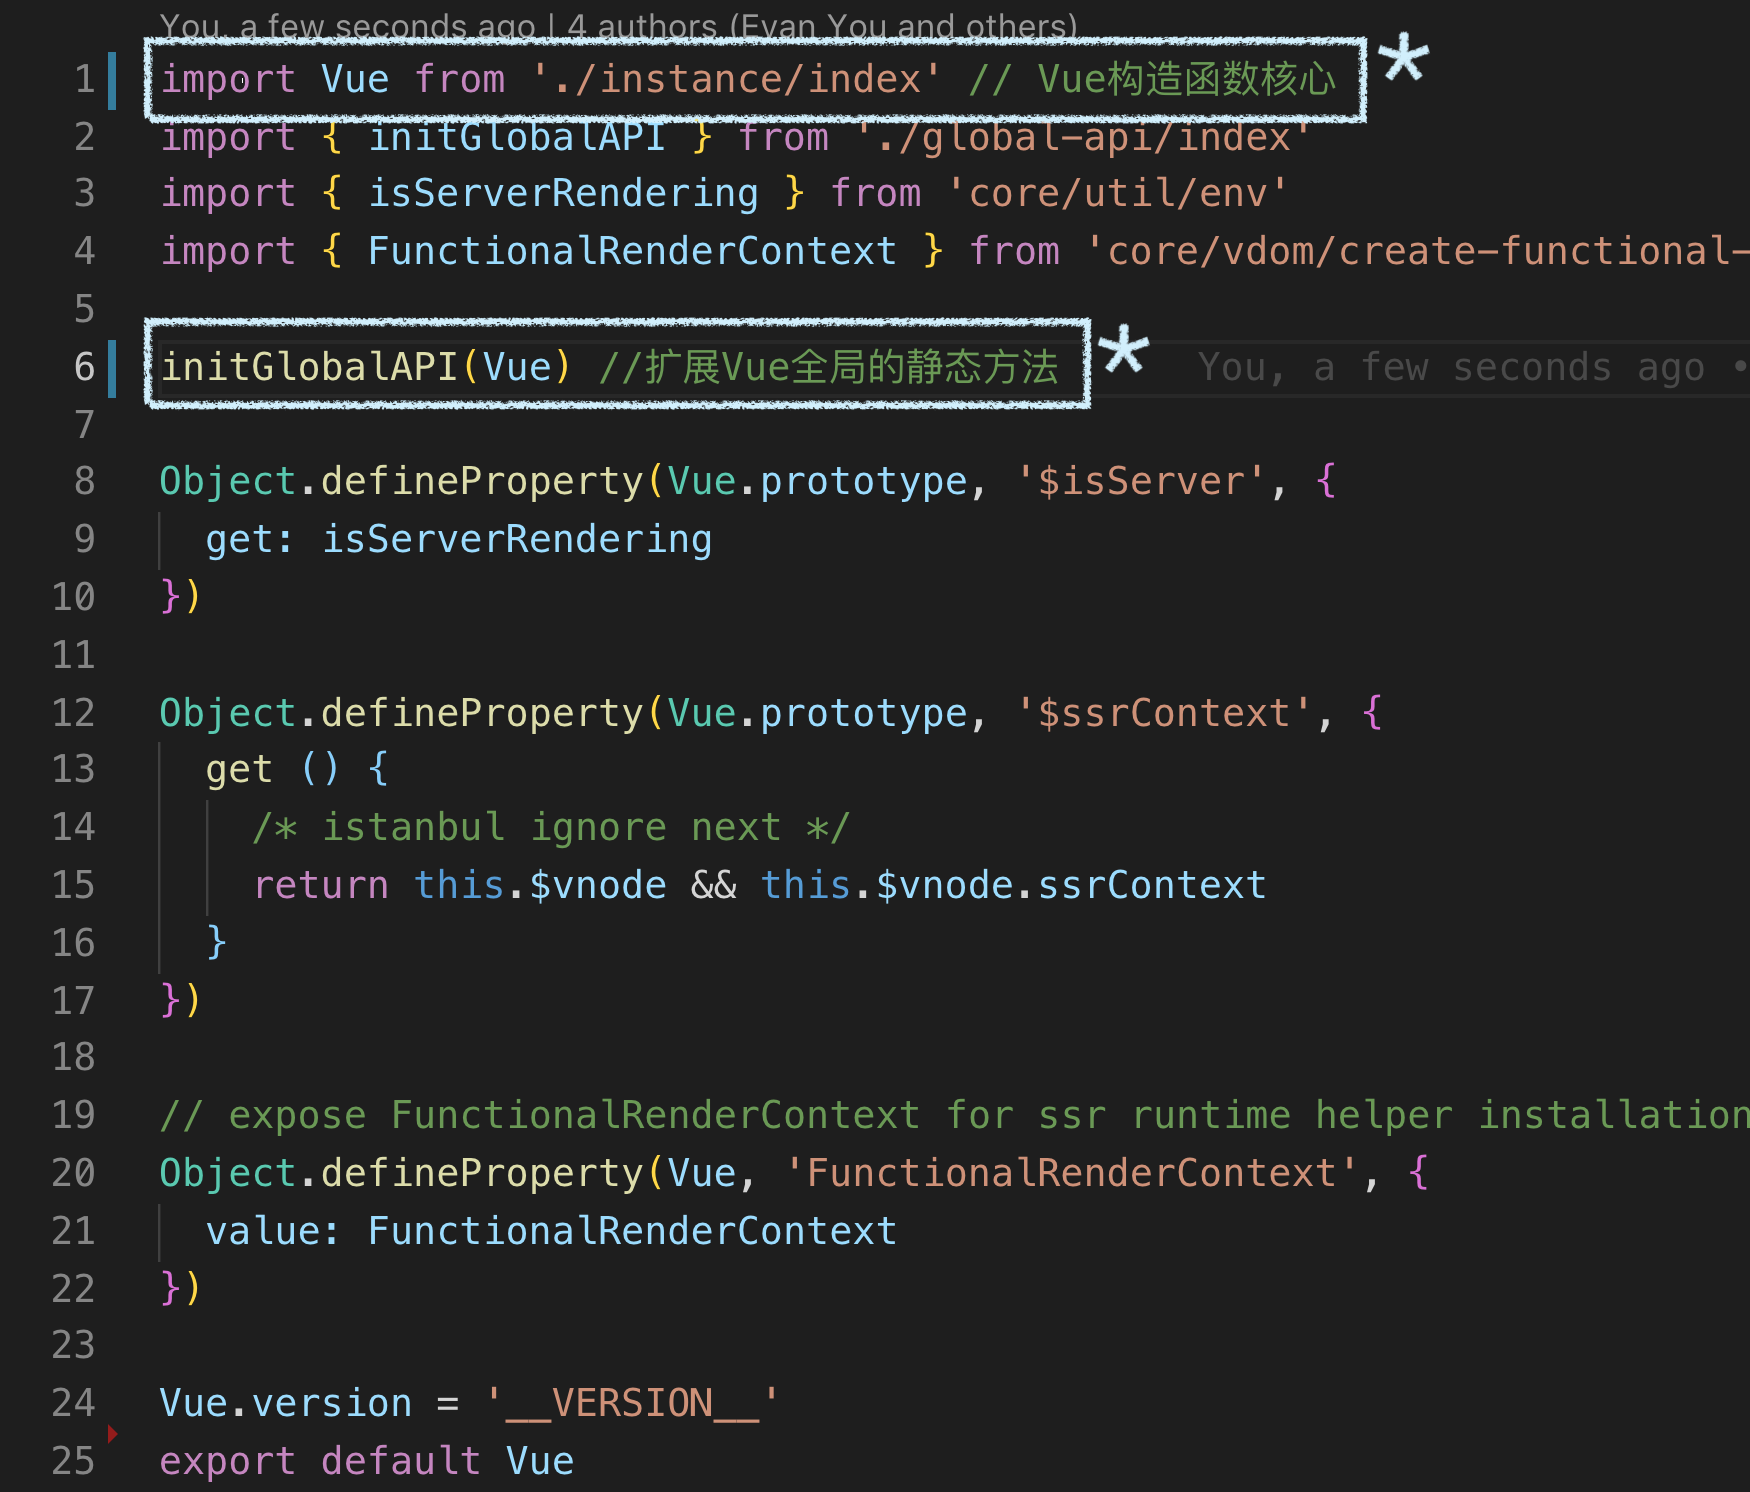 You, a few seconds ago | 4 authors (Evan You and others)
1 import Vue from './instance/index' // Vue构造函数核心 *
2 import { initGlobalAPI } from './global-api/index'
3 import { isServerRendering } from 'core/util/env'
4 import { FunctionalRenderContext } from 'core/vdom/create-functional-
5
6 initGlobalAPI(Vue) //扩展Vue全局的静态方法 * You, a few seconds ago •
7
8 Object.defineProperty(Vue.prototype, '$isServer', {
9 get: isServerRendering
10 })
11
12 Object.defineProperty(Vue.prototype, '$ssrContext', {
13 get () {
14 /* istanbul ignore next */
15 return this.$vnode && this.$vnode.ssrContext
16 }
17 })
18
19 // expose FunctionalRenderContext for ssr runtime helper installation
20 Object.defineProperty(Vue, 'FunctionalRenderContext', {
21 value: FunctionalRenderContext
22 })
23
24 Vue.version = '__VERSION__'
25 export default Vue